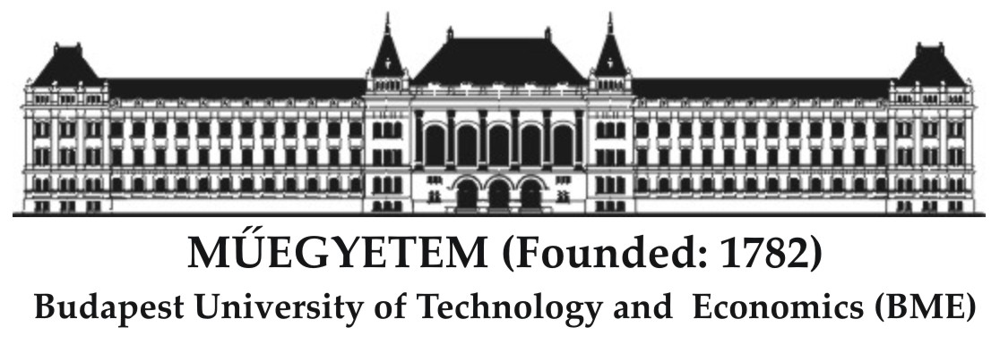 MŰEGYETEM (Founded: 1782)
Budapest University of Technology and Economics (BME)